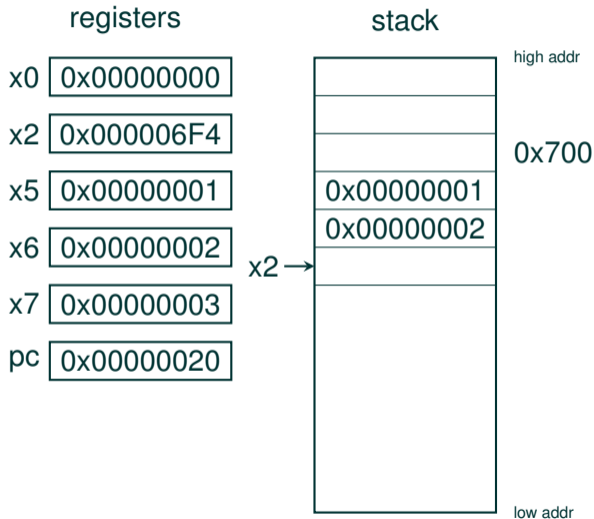 registers
x0 0x00000000
x2 0x000006F4
x5 0x00000001
x6 0x00000002
x7 0x00000003
pc 0x00000020
stack
high addr
0x700
0x00000001
0x00000002
x2
low addr